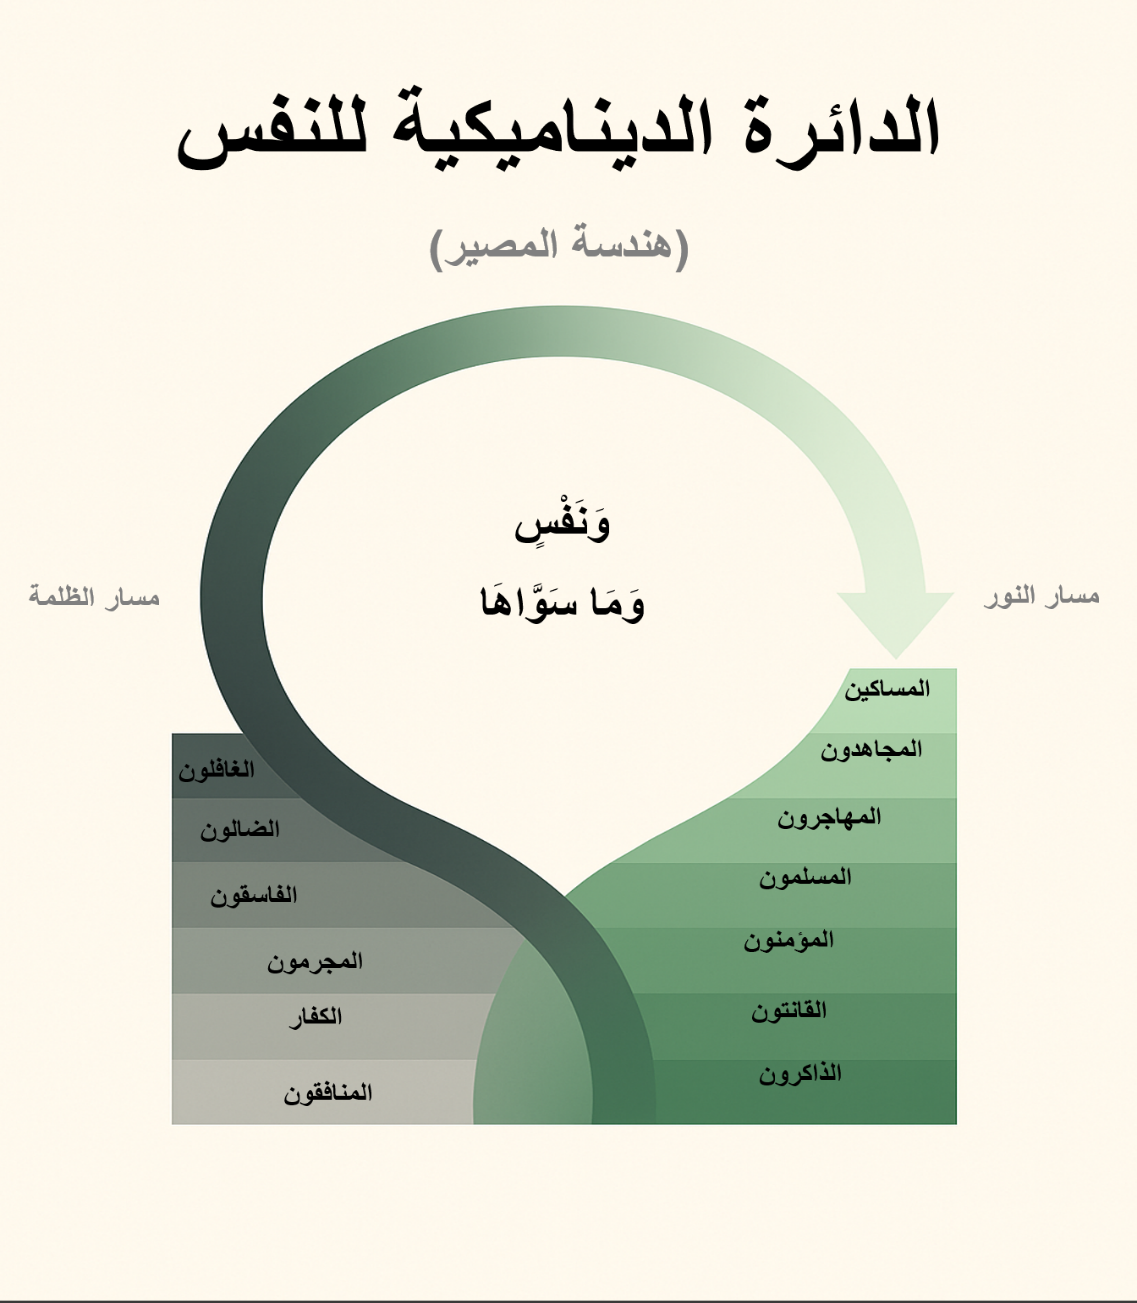 الدائرة الديناميكية للنفس
(هندسة المصير)
وَنَفْسٍ
وَمَا سَوَّاهَا
مسار النور
مسار الظلمة
المساكين
المجاهدون
المهاجرون
المسلمون
المؤمنون
القانتون
الذاكرون
الغافلون
الضالون
الفاسقون
المجرمون
الكفار
المنافقون